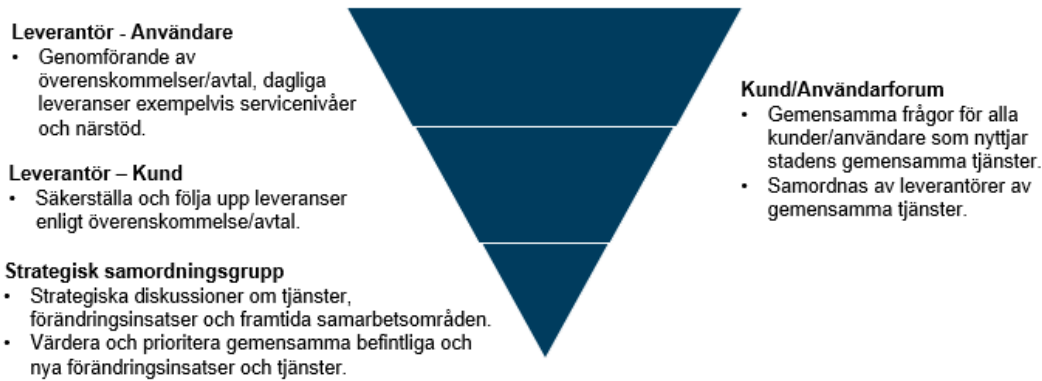 Leverantör - Användare
• Genomförande av
överenskommelser/avtal, dagliga
leveranser exempelvis servicenivåer
och närstöd.
Leverantör – Kund
• Säkerställa och följa upp leveranser
enligt överenskommelse/avtal.
Strategisk samordningsgrupp
• Strategiska diskussioner om tjänster,
förändringsinsatser och framtida samarbetsområden.
• Värdera och prioritera gemensamma befintliga och
nya förändringsinsatser och tjänster.
Kund/Användarforum
• Gemensamma frågor för alla
kunder/användare som nyttjar
stadens gemensamma tjänster.
• Samordnas av leverantörer av
gemensamma tjänster.